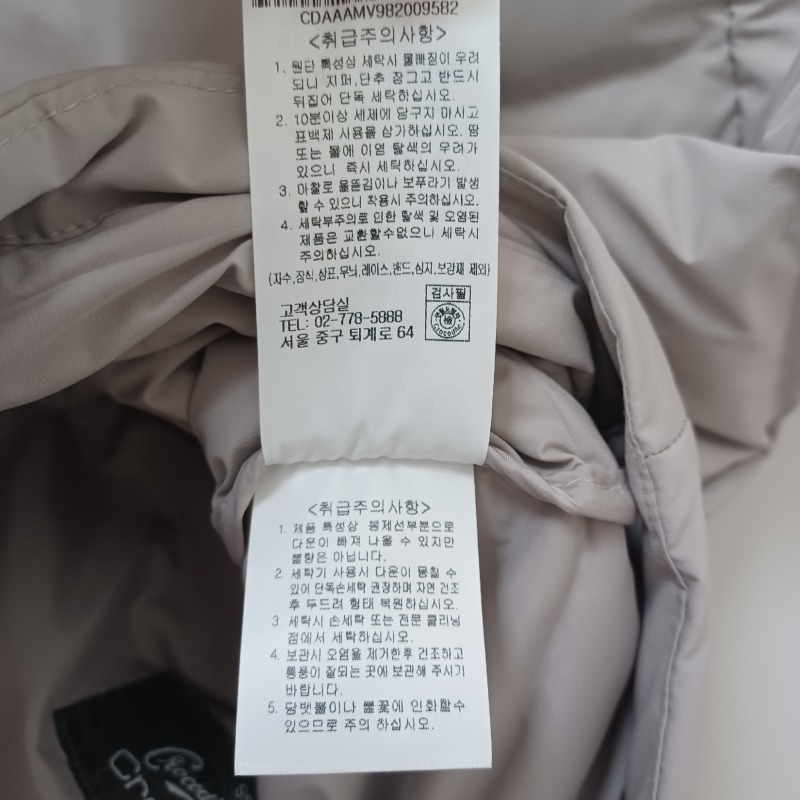 CDAAAMV982009582
<취급주의사항>
1. 원단 특성상 세탁시 물빠짐이 우려
되니 지퍼,단추 잠그고 반드시
뒤집어 단독 세탁하십시오.
2. 10분이상 세제에 담구지 마시고
표백제 사용을 삼가하십시오. 땀
또는 물에 이염 탈색의 우려가
있으니 즉시 세탁하십시오.
3. 마찰로 올뜯김이나 보푸라기 발생
할 수 있으니 착용시 주의하십시오.
4. 세탁부주의로 인한 탈색 및 오염된
제품은 교환할수없으니 세탁시
주의하십시오.
(자수,장식,상표,무늬,레이스,밴드,심지,보강재 제외)
고객상담실
TEL: 02-778-5888
서울 중구 퇴계로 64
검사필
Crocodile
<취급주의사항>
1. 제품 특성상 봉제선부분으로
다운이 빠져 나올 수 있지만
불량은 아닙니다.
2. 세탁기 사용시 다운이 뭉칠 수
있어 단독손세탁 권장하며 자연 건조
후 두드려 형태 복원하십시오.
3. 세탁시 손세탁 또는 전문 클리닝
점에서 세탁하십시오.
4. 보관시 오염을 제거한후 건조하고
통풍이 잘되는 곳에 보관해 주시기
바랍니다.
5. 담뱃불이나 불꽃에 인화할수
있으므로 주의 하십시오.